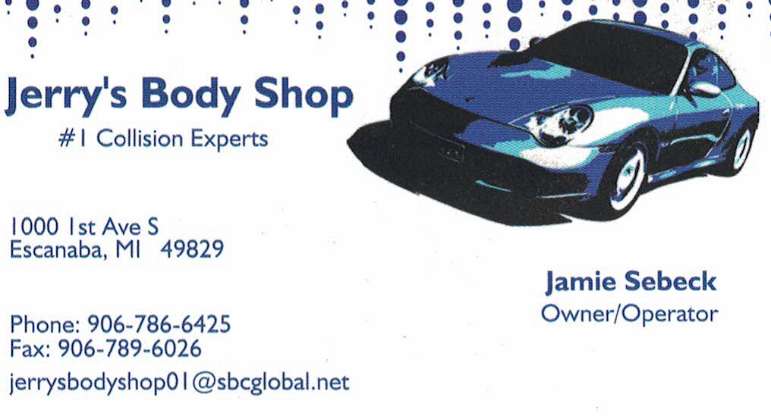 Jerry's Body Shop
#1 Collision Experts
1000 1st Ave S
Escanaba, MI 49829
Phone: 906-786-6425
Fax: 906-789-6026
jerrysbodyshop01@sbcglobal.net
Jamie Sebeck
Owner/Operator